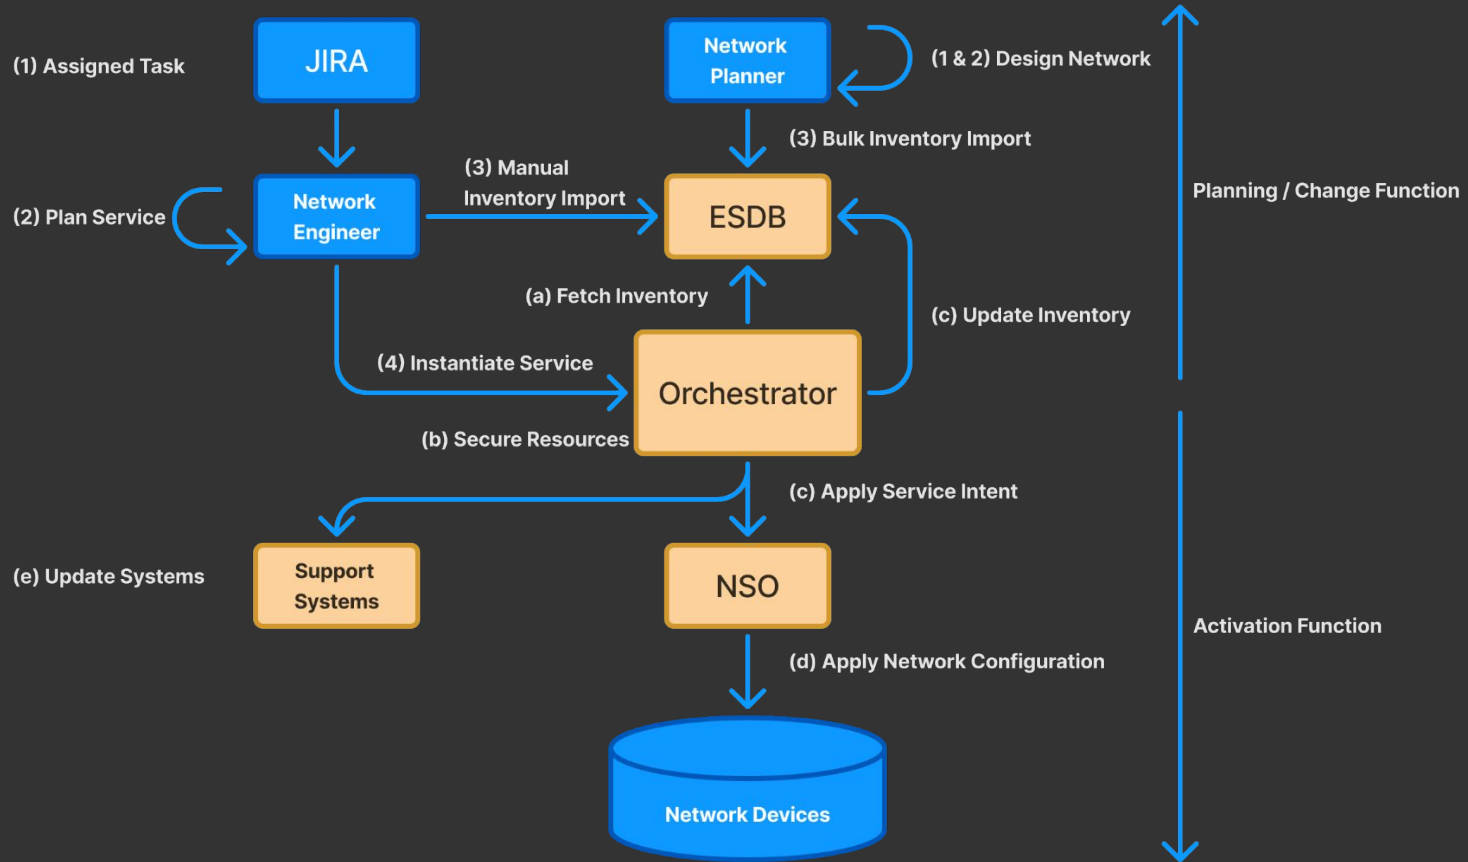 (1) Assigned Task
JIRA
Network
Planner
(1 & 2) Design Network
(3) Bulk Inventory Import
(3) Manual
Inventory Import
(2) Plan Service
Network
Engineer
ESDB
Planning / Change Function
(a) Fetch Inventory
(c) Update Inventory
(4) Instantiate Service
Orchestrator
(b) Secure Resources
(c) Apply Service Intent
(e) Update Systems
Support
Systems
NSO
Activation Function
(d) Apply Network Configuration
Network Devices